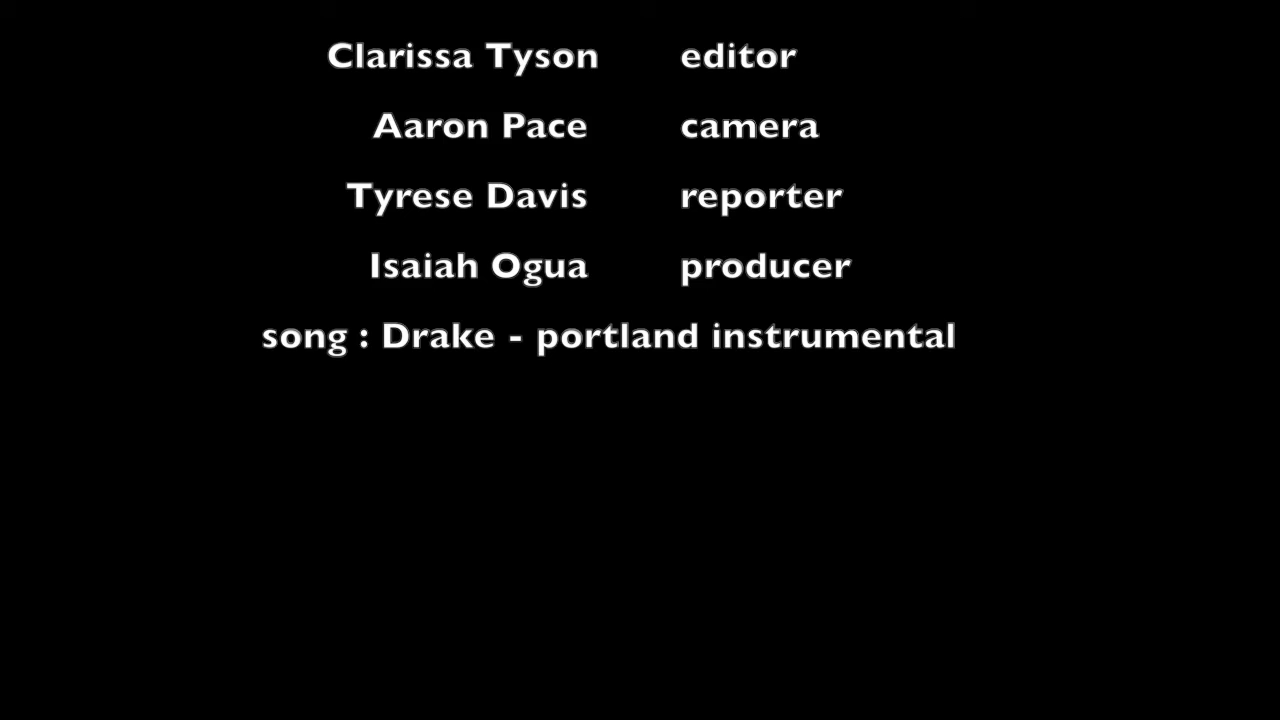 Clarissa Tyson editor
Aaron Pace camera
Tyrese Davis reporter
Isaiah Ogua producer
song : Drake - portland instrumental